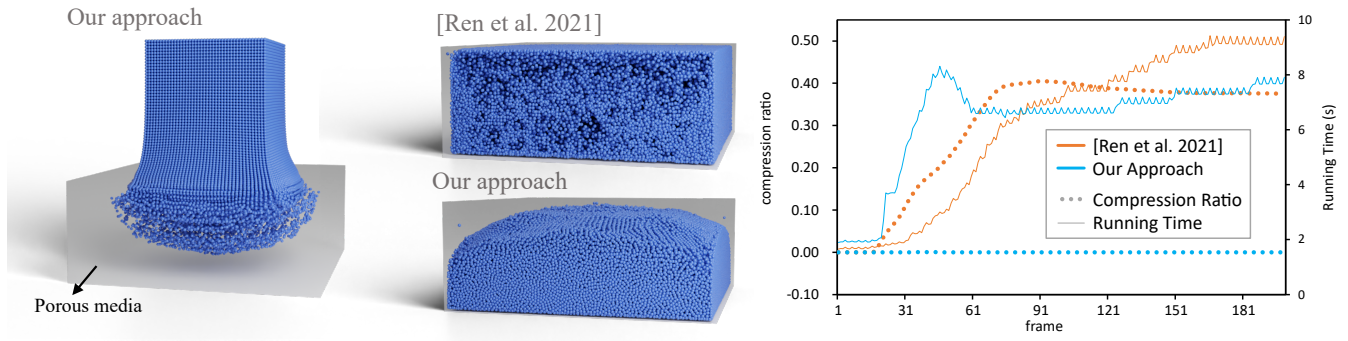 Our approach
Porous media
[Ren et al. 2021]
Our approach
compression ratio
0.50
0.40
0.30
0.20
0.10
0.00
-0.10
1
31
61
91
121
151
181
frame
10
8
6
4
2
0
Running Time (s)
[Ren et al. 2021]
Our Approach
Compression Ratio
Running Time